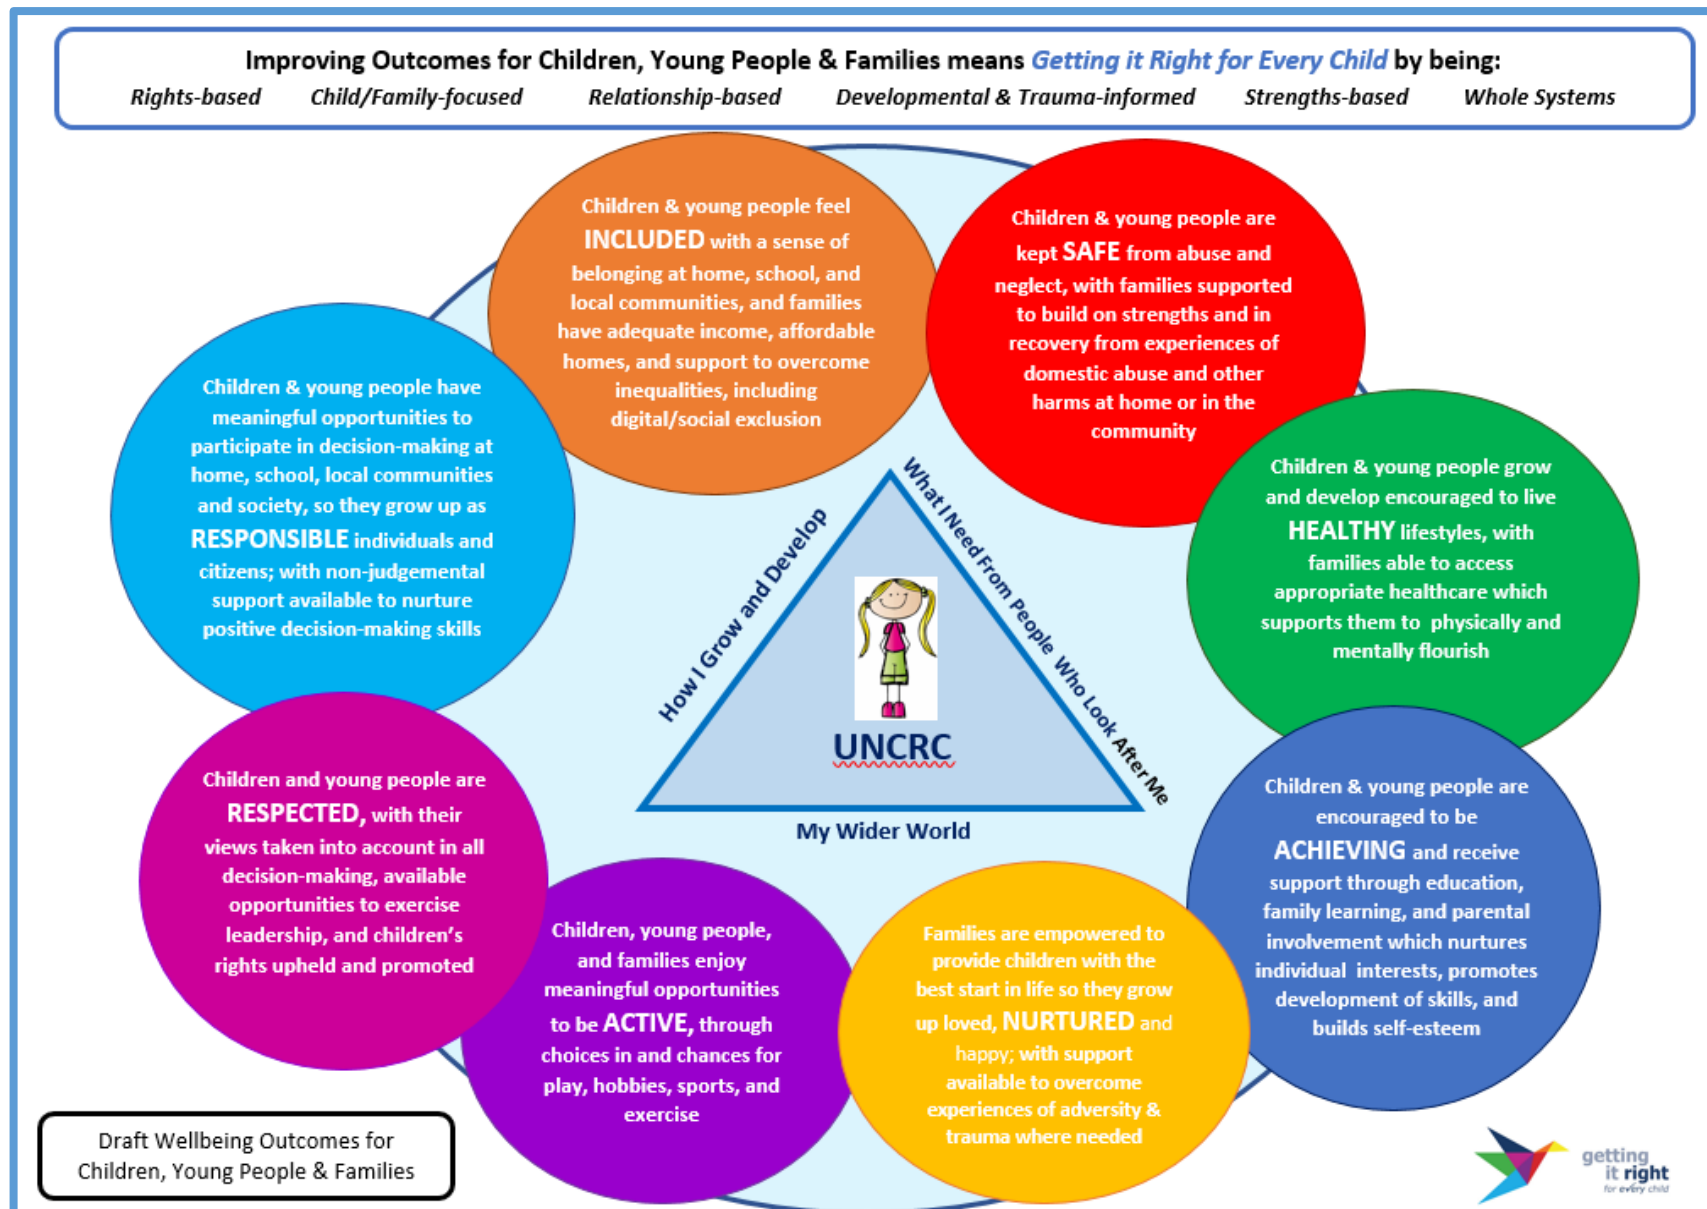 Improving Outcomes for Children, Young People & Families means Getting it Right for Every Child by being:
Rights-based Child/Family-focused Relationship-based Developmental & Trauma-informed Strengths-based Whole Systems
Children & young people feel
INCLUDED with a sense of
belonging at home, school, and
local communities, and families
have adequate income, affordable
homes, and support to overcome
inequalities, including
digital/social exclusion
Children & young people are
kept SAFE from abuse and
neglect, with families supported
to build on strengths and in
recovery from experiences of
domestic abuse and other
harms at home or in the
community
Children & young people grow
and develop encouraged to live
HEALTHY lifestyles, with
families able to access
appropriate healthcare which
supports them to physically and
mentally flourish
Children & young people are
encouraged to be
ACHIEVING and receive
support through education,
family learning, and parental
involvement which nurtures
individual interests, promotes
development of skills, and
builds self-esteem
Families are empowered to
provide children with the
best start in life so they grow
up loved, NURTURED and
happy; with support
available to overcome
experiences of adversity &
trauma where needed
Children, young people,
and families enjoy
meaningful opportunities
to be ACTIVE, through
choices in and chances for
play, hobbies, sports, and
exercise
Children and young people are
RESPECTED, with their
views taken into account in all
decision-making, available
opportunities to exercise
leadership, and children's
rights upheld and promoted
Children & young people have
meaningful opportunities to
participate in decision-making at
home, school, local communities
and society, so they grow up as
RESPONSIBLE individuals and
citizens; with non-judgemental
support available to nurture
positive decision-making skills
How I Grow and Develop
What I Need From People Who Look After Me
UNCRC
My Wider World
Draft Wellbeing Outcomes for
Children, Young People & Families
getting
it right
for every child